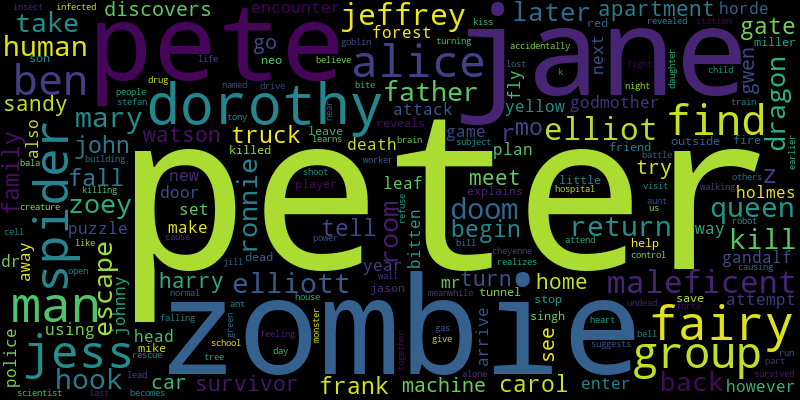 insect infected discovers encounter jeffrey later apartment horde
take pete kiss red revealed station gate
human son goblin forest turning accidentally next miller
ben go neo life believe alice lost k fight daughter child gwen
sandy drug bite father fly night train dragon
mary dorothy people named drive near yellow godmother
also stefan tony attack game mo elliot find
family john watson truck reveals learns brain r outside fire earlier
spider building killed leave death worker subject plan friend battle
bala fall new peter player shoot leaf meet little try others z
killing door room refuse explains hospital visit walking holmes
zoey ronnie set bitten doom aunt us queen
creature puzzle make tell begin return robot way
like cause power bill cheyenne attend kill
cell away dr escape harry jill dead year wall mr realizes help control gandalf causing
open johnny elliott jason turn home maleficent
using normal ant house meanwhile tunnel undead force save attempt
man zombie monster gas arrive stop singh heart fairy
police head falling green together give see bell
jess mike school feeling suggests group run
rescue tree day alone part
hook car survivor frank machine carol enter back however
scientist last lead becomes survived